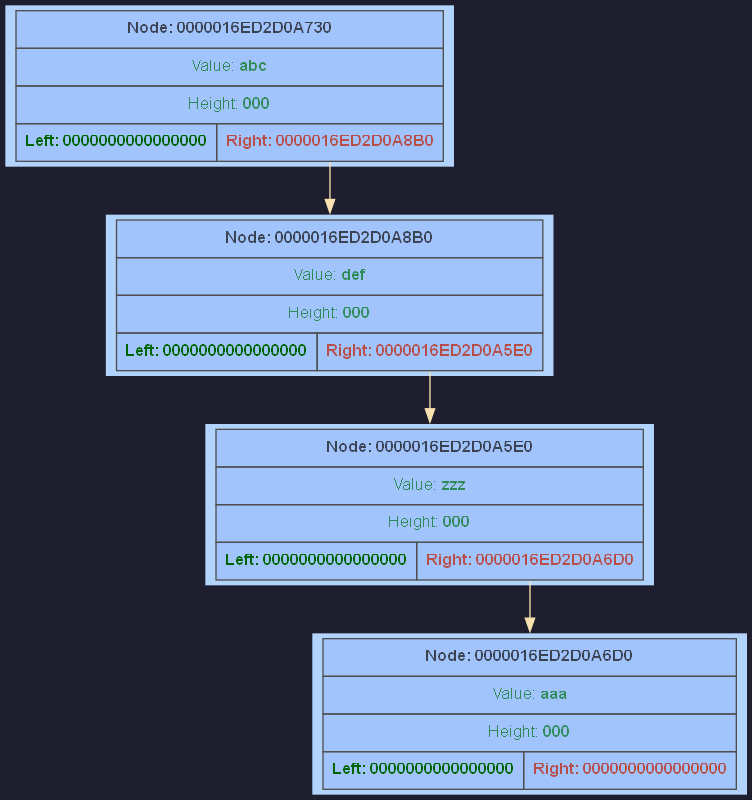 Node: 0000016ED2D0A730
Value: abc
Height: 000
Left: 0000000000000000 Right: 0000016ED2D0A8B0
Node: 0000016ED2D0A8B0
Value: def
Height: 000
Left: 0000000000000000 Right: 0000016ED2D0A5E0
Node: 0000016ED2D0A5E0
Value: zzz
Height: 000
Left: 0000000000000000 Right: 0000016ED2D0A6D0
Node: 0000016ED2D0A6D0
Value: aaa
Height: 000
Left: 0000000000000000 Right: 0000000000000000